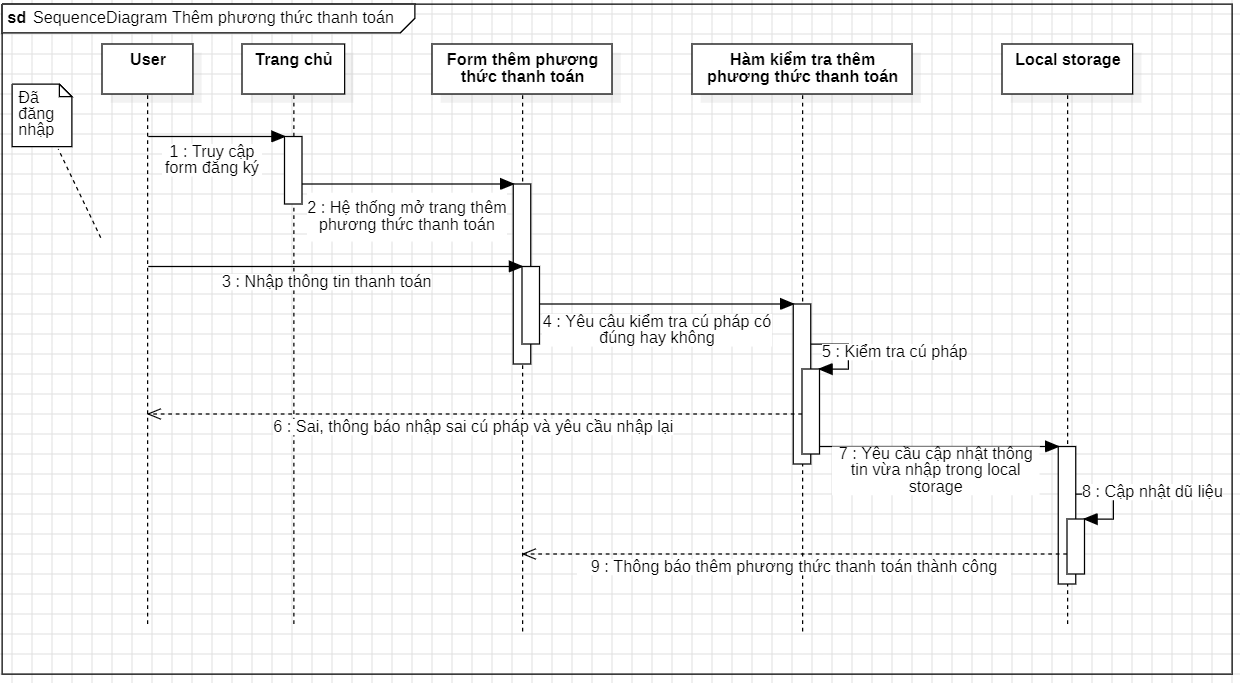 sd SequenceDiagram Thêm phương thức thanh toán
User
Trang chủ
Form thêm phương
thức thanh toán
Hàm kiểm tra thêm
phương thức thanh toán
Local storage
Đã
đăng
nhập
1 : Truy cập
form đăng ký
2 : Hệ thống mở trang thêm
phương thức thanh toán
3 : Nhập thông tin thanh toán
4 : Yêu câu kiểm tra cú pháp có
đúng hay không
5 : Kiểm tra cú pháp
6 : Sai, thông báo nhập sai cú pháp và yêu cầu nhập lại
7 : Yêu cầu cập nhật thông
tin vừa nhập trong local
storage
8 : Cập nhật dũ liệu
9 : Thông báo thêm phương thức thanh toán thành công